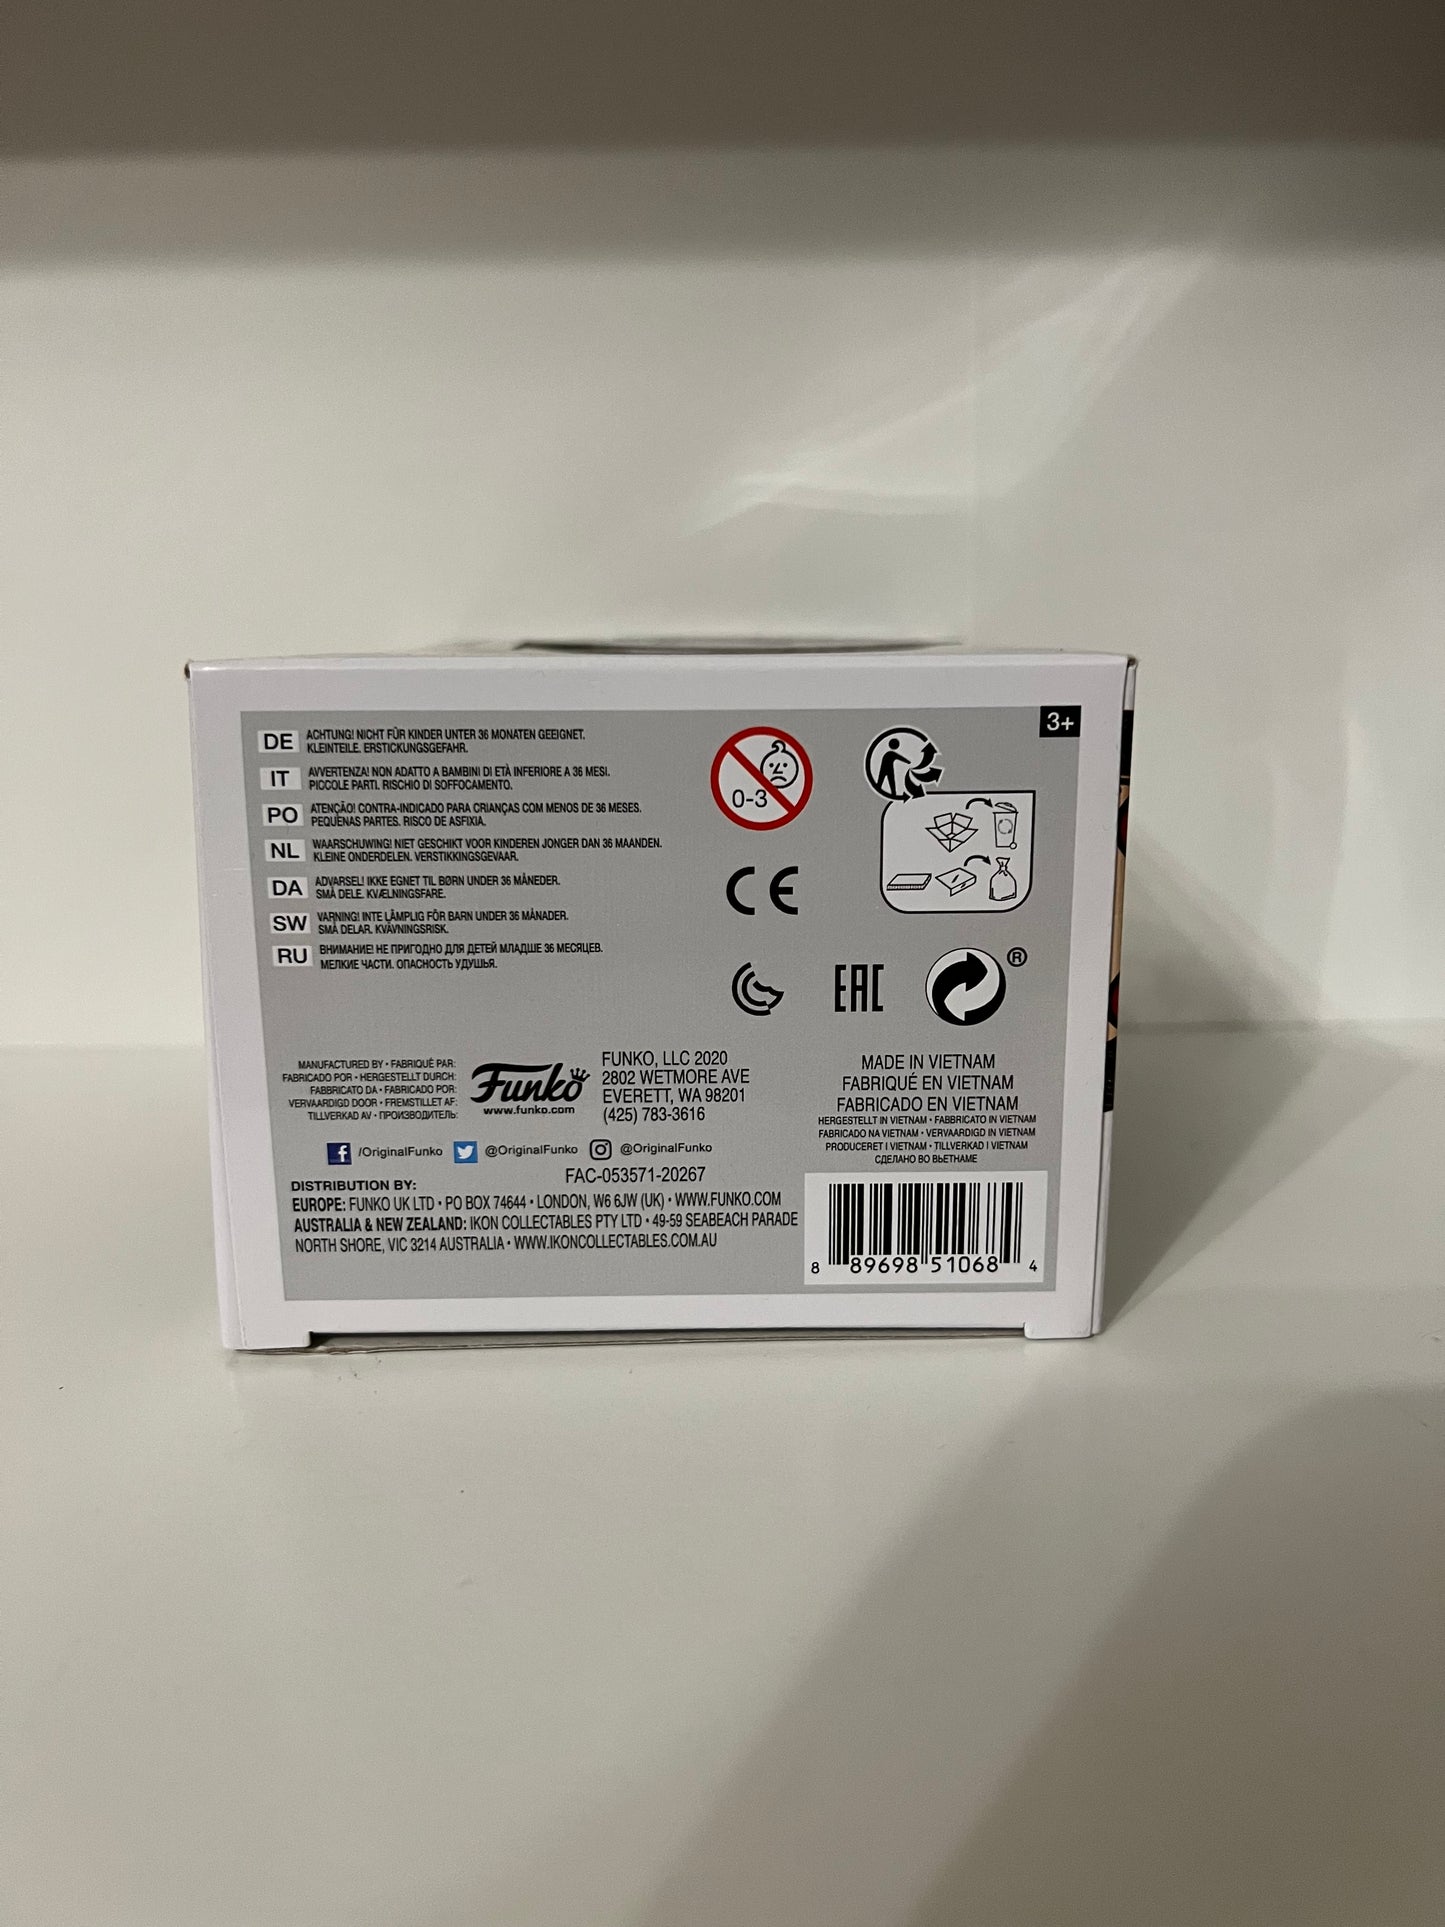 3+
DE ACHTUNG! NICHT FÜR KINDER UNTER 36 MONATEN GEEIGNET.
KLEINTEILE. ERSTICKUNGSGEFAHR.
IT AVVERTENZA! NON ADATTO A BAMBINI DI ETÀ INFERIORE A 36 MESI.
PICCOLE PARTI. RISCHIO DI SOFFOCAMENTO.
PO ATENÇÃO! CONTRA-INDICADO PARA CRIANÇAS COM MENOS DE 36 MESES.
PEQUENAS PARTES. RISCO DE ASFIXIA.
NL WAARSCHUWING! NIET GESCHIKT VOOR KINDEREN JONGER DAN 36 MAANDEN.
KLEINE ONDERDELEN. VERSTIKKINGSGEVAAR.
DA ADVARSEL! IKKE EGNET TIL BØRN UNDER 36 MÅNEDER.
SMÅ DELE. KVÆLNINGSFARE.
SW VARNING! INTE LÄMPLIG FÖR BARN UNDER 36 MÅNADER.
SMÅ DELAR. KVÄVNINGSRISK.
RU ВНИМАНИЕ! НЕ ПРИГОДНО ДЛЯ ДЕТЕЙ МЛАДШЕ 36 МЕСЯЦЕВ.
МЕЛКИЕ ЧАСТИ. ОПАСНОСТЬ УДУШЬЯ.
0-3
CE
EAC
®
MANUFACTURED BY • FABRIQUÉ PAR:
FABRICADO POR • HERGESTELLT DURCH:
FABBRICATO DA • FABRICADO POR:
VERVAARDIGD DOOR • FREMSTILLET AF:
TILLVERKAD AV • ПРОИЗВОДИТЕЛЬ:
Funko
www.funko.com
FUNKO, LLC 2020
2802 WETMORE AVE
EVERETT, WA 98201
(425) 783-3616
MADE IN VIETNAM
FABRIQUÉ EN VIETNAM
FABRICADO EN VIETNAM
HERGESTELLT IN VIETNAM • FABBRICATO IN VIETNAM
FABRICADO NA VIETNAM • VERVAARDIGD IN VIETNAM
PRODUCERET I VIETNAM • TILLVERKAD I VIETNAM
СДЕЛАНО ВО ВЬЕТНАМЕ
/OriginalFunko @OriginalFunko @OriginalFunko
FAC-053571-20267
DISTRIBUTION BY:
EUROPE: FUNKO UK LTD • PO BOX 74644 • LONDON, W6 6JW (UK) • WWW.FUNKO.COM
AUSTRALIA & NEW ZEALAND: IKON COLLECTABLES PTY LTD • 49-59 SEABEACH PARADE
NORTH SHORE, VIC 3214 AUSTRALIA • WWW.IKONCOLLECTABLES.COM.AU
8 89698 51068 4